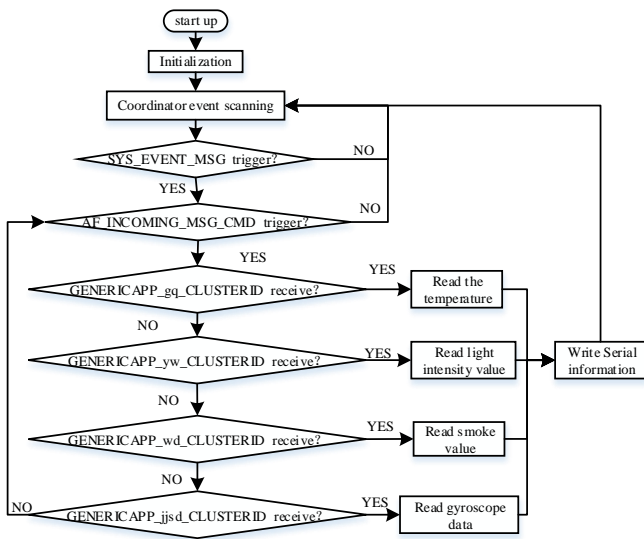 start up
Initialization
Coordinator event scanning
SYS_EVENT_MSG trigger?
NO
YES
AF_INCOMING_MSG_CMD trigger?
NO
YES
GENERICAPP_gq_CLUSTERID receive?
YES
Read the
temperature
NO
GENERICAPP_yw_CLUSTERID receive?
YES
Read light
intensity value
Write Serial
information
NO
GENERICAPP_wd_CLUSTERID receive?
YES
Read smoke
value
NO
NO
GENERICAPP_jjsd_CLUSTERID receive?
YES
Read gyroscope
data